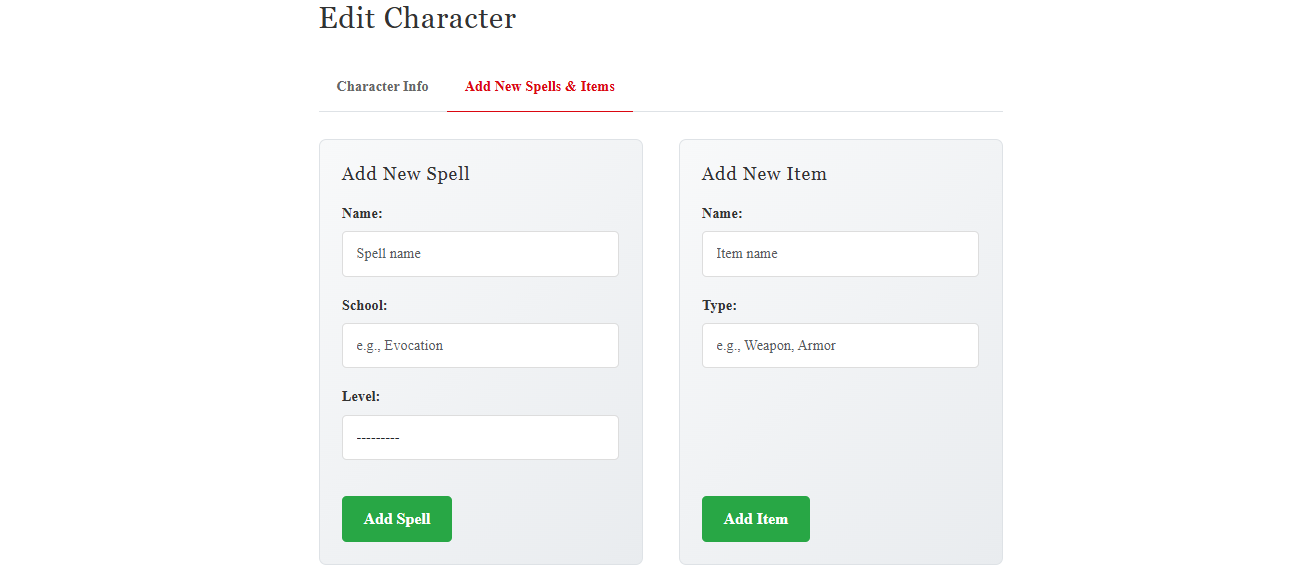 Edit Character
Character Info
Add New Spells & Items
Add New Spell
Name:
Spell name
School:
e.g., Evocation
Level:
---------
Add Spell
Add New Item
Name:
Item name
Type:
e.g., Weapon, Armor
Add Item